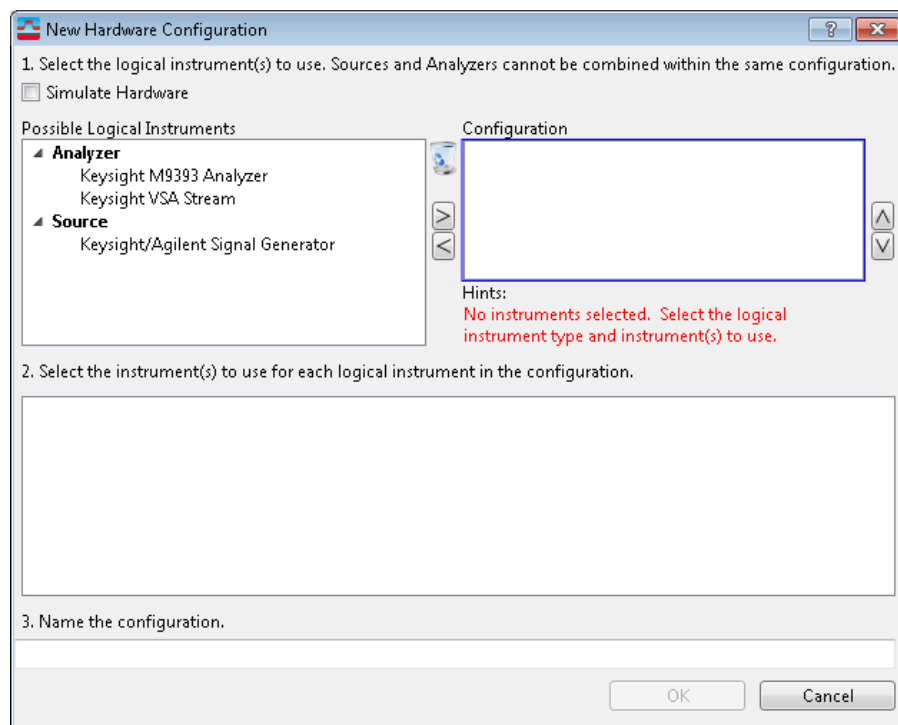 New Hardware Configuration
1. Select the logical instrument(s) to use. Sources and Analyzers cannot be combined within the same configuration.
Simulate Hardware
Possible Logical Instruments
Analyzer
Keysight M9393 Analyzer
Keysight VSA Stream
Source
Keysight/Agilent Signal Generator
>
<
Configuration
Hints:
No instruments selected. Select the logical
instrument type and instrument(s) to use.
2. Select the instrument(s) to use for each logical instrument in the configuration.
3. Name the configuration.
OK
Cancel